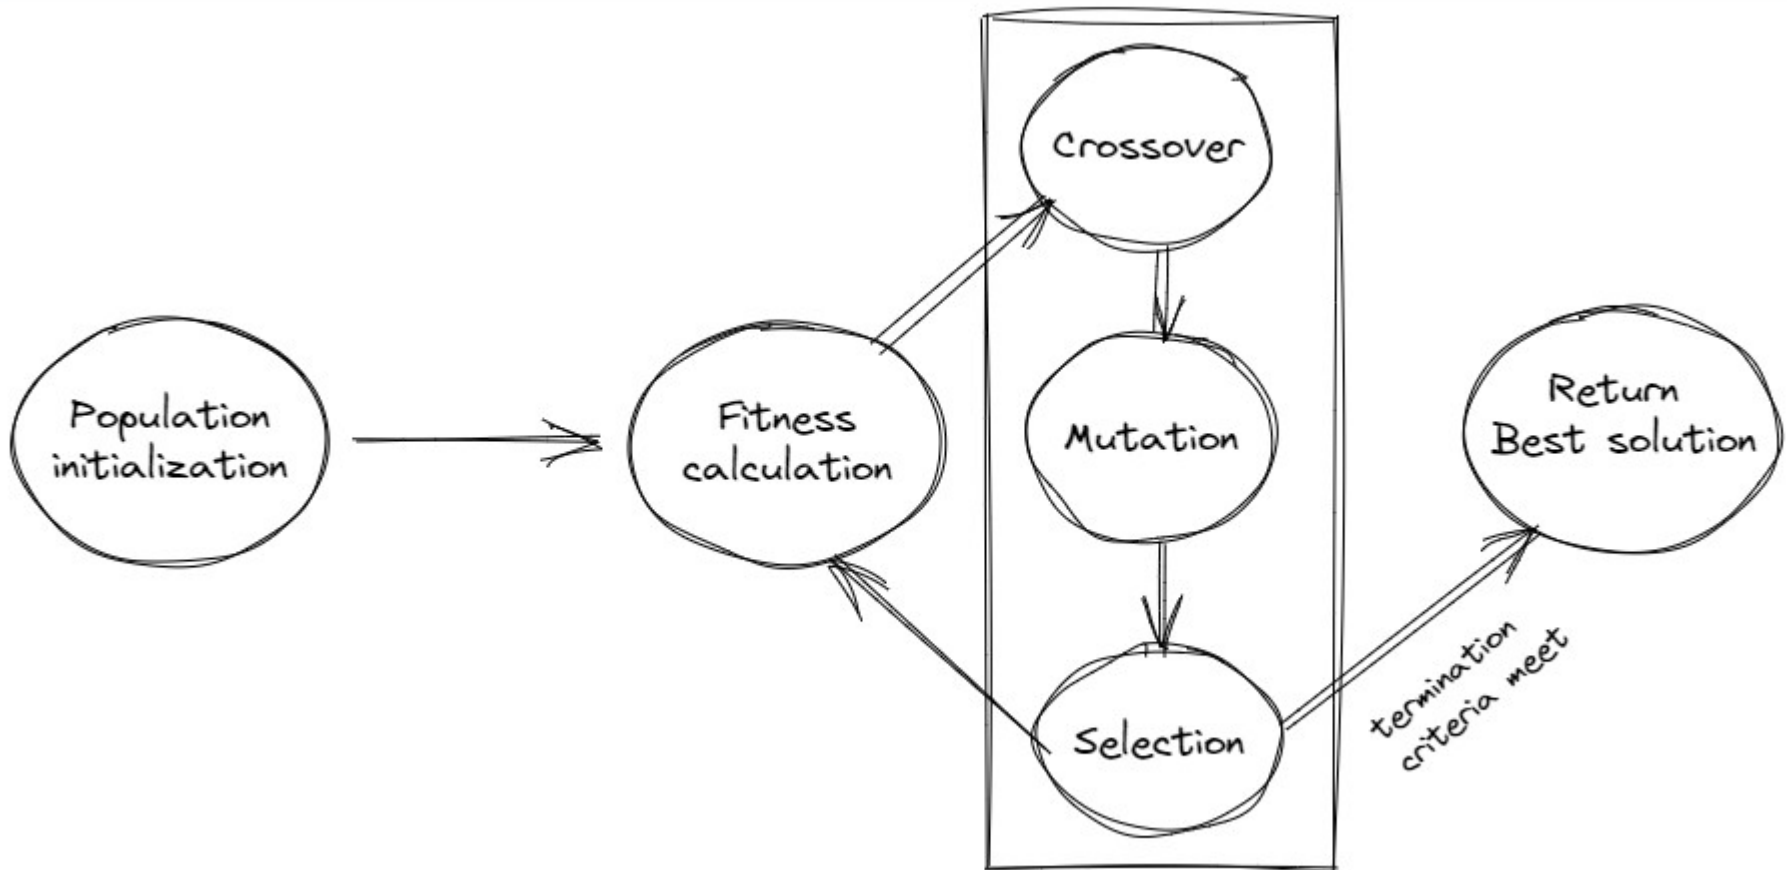 Population
initialization
Fitness
calculation
Crossover
Mutation
Selection
termination
criteria meet
Return
Best solution